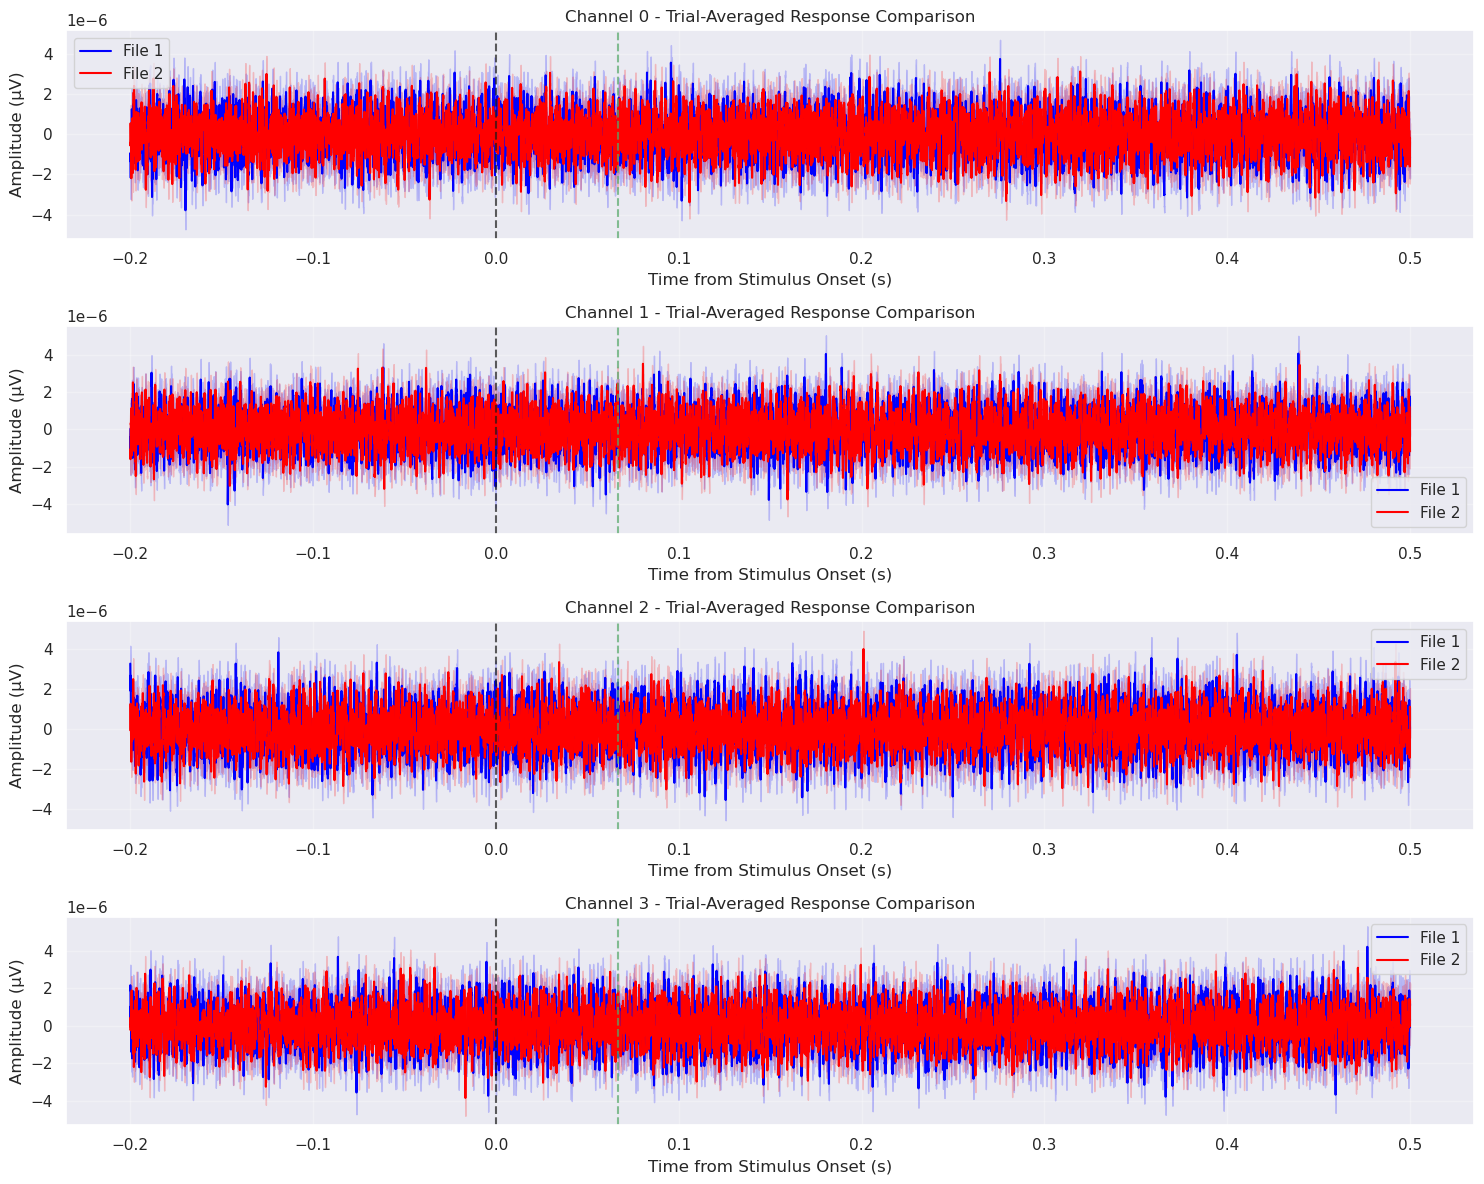 Channel 0 - Trial-Averaged Response Comparison
1e−6
File 1
File 2
4
2
0
−2
−4
Amplitude (µV)
−0.2 −0.1 0.0 0.1 0.2 0.3 0.4 0.5
Time from Stimulus Onset (s)
Channel 1 - Trial-Averaged Response Comparison
1e−6
4
2
0
−2
−4
Amplitude (µV)
File 1
File 2
−0.2 −0.1 0.0 0.1 0.2 0.3 0.4 0.5
Time from Stimulus Onset (s)
Channel 2 - Trial-Averaged Response Comparison
1e−6
File 1
File 2
4
2
0
−2
−4
Amplitude (µV)
−0.2 −0.1 0.0 0.1 0.2 0.3 0.4 0.5
Time from Stimulus Onset (s)
Channel 3 - Trial-Averaged Response Comparison
1e−6
File 1
File 2
4
2
0
−2
−4
Amplitude (µV)
−0.2 −0.1 0.0 0.1 0.2 0.3 0.4 0.5
Time from Stimulus Onset (s)